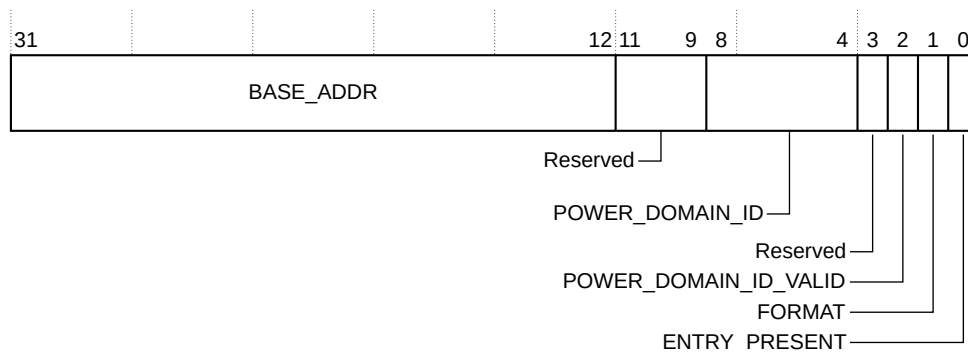 31 12 11 9 8 4 3 2 1 0
BASE_ADDR
Reserved
POWER_DOMAIN_ID
Reserved
POWER_DOMAIN_ID_VALID
FORMAT
ENTRY_PRESENT